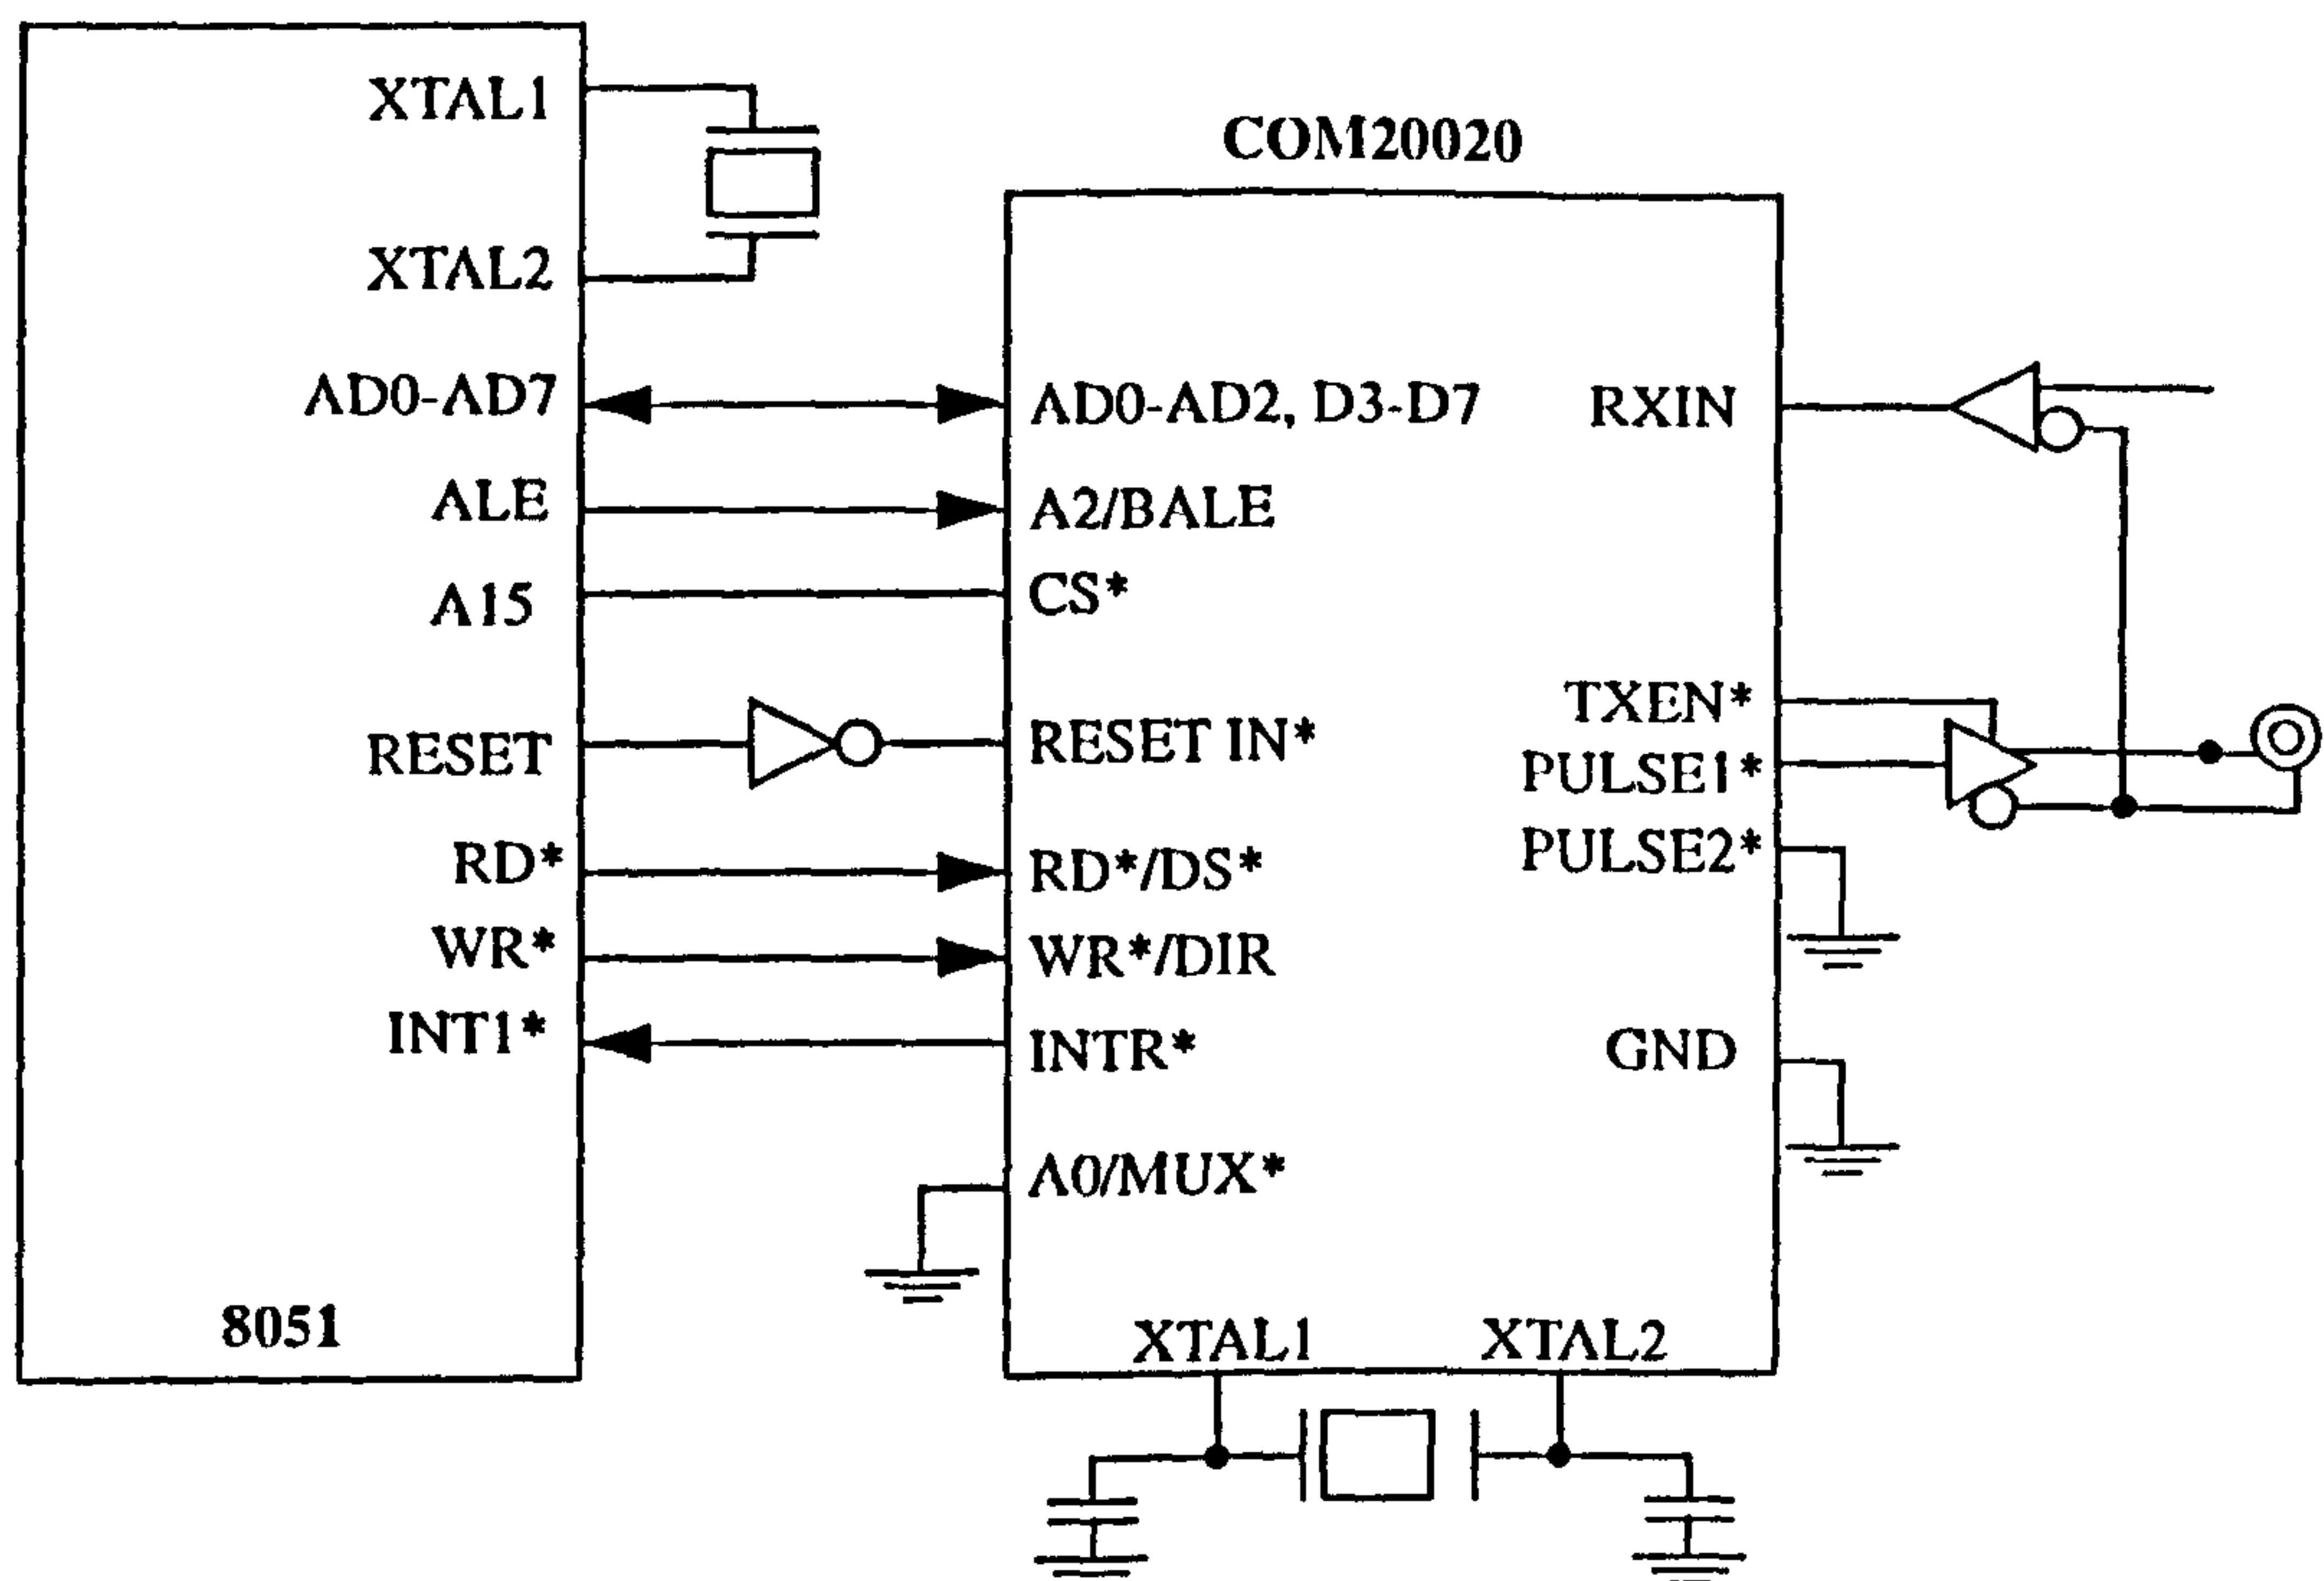 XTAL1
XTAL2
AD0-AD7
ALE
A15
RESET
RD*
WR*
INT1*
8051
COM20020
AD0-AD2, D3-D7
A2/BALE
CS*
RESET IN*
RD*/DS*
WR*/DIR
INTR*
A0/MUX*
RXIN
TXEN*
PULSE1*
PULSE2*
GND
XTAL1
XTAL2